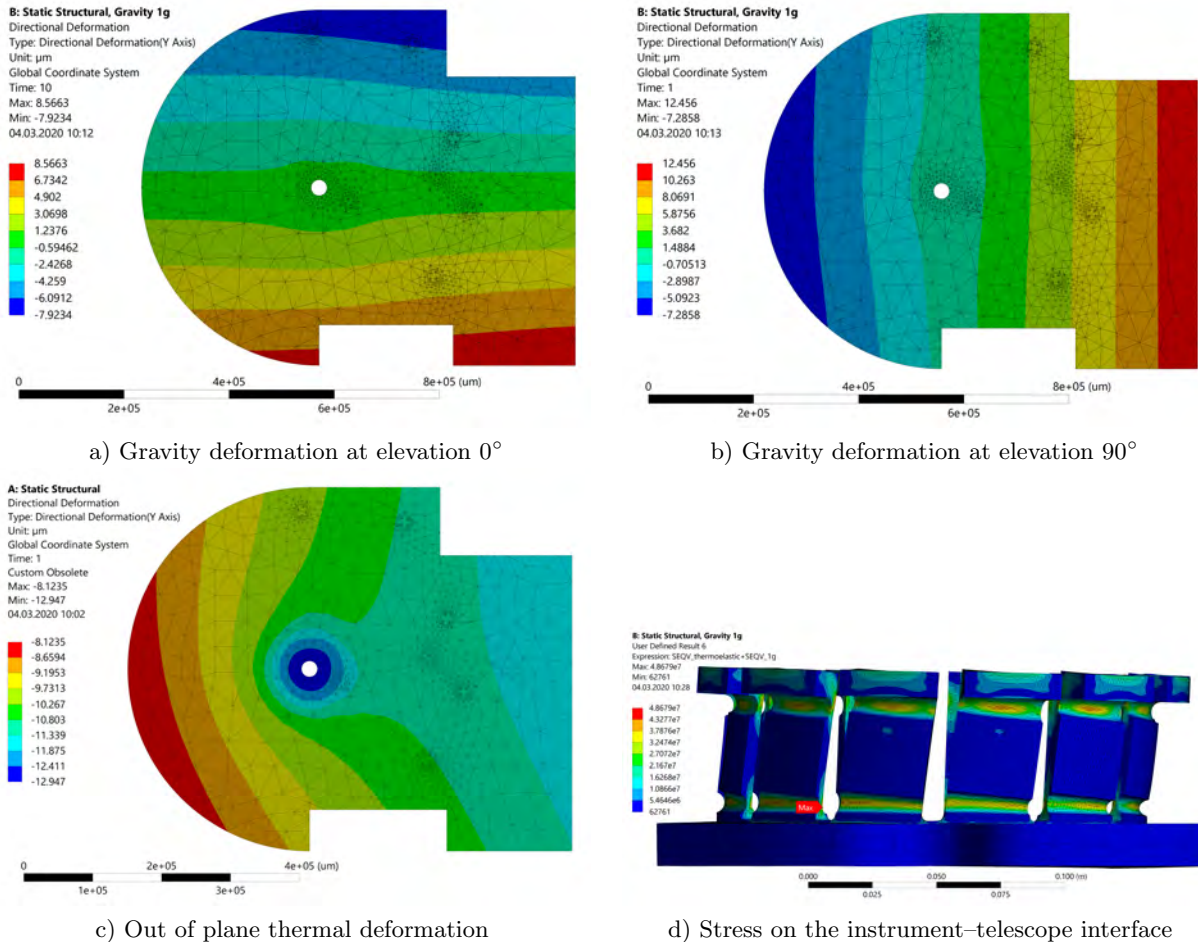 B: Static Structural, Gravity 1g
Directional Deformation
Type: Directional Deformation(Y Axis)
Unit: µm
Global Coordinate System
Time: 10
Max: 8.5663
Min: -7.9234
04.03.2020 10:12
8.5663
6.7342
4.902
3.0698
1.2376
-0.59462
-2.4268
-4.259
-6.0912
-7.9234
0
4e+05
8e+05 (um)
2e+05
6e+05
a) Gravity deformation at elevation 0°
B: Static Structural, Gravity 1g
Directional Deformation
Type: Directional Deformation(Y Axis)
Unit: µm
Global Coordinate System
Time: 1
Max: 12.456
Min: -7.2858
04.03.2020 10:13
12.456
10.263
8.0691
5.8756
3.682
1.4884
-0.70513
-2.8987
-5.0923
-7.2858
0
4e+05
8e+05 (um)
2e+05
6e+05
b) Gravity deformation at elevation 90°
A: Static Structural
Directional Deformation
Type: Directional Deformation(Y Axis)
Unit: µm
Global Coordinate System
Time: 1
Custom Obsolete
Max: -8.1235
Min: -12.947
04.03.2020 10:02
-8.1235
-8.6594
-9.1953
-9.7313
-10.267
-10.803
-11.339
-11.875
-12.411
-12.947
0
2e+05
4e+05 (um)
1e+05
3e+05
c) Out of plane thermal deformation
B: Static Structural, Gravity 1g
User Defined Result 6
Expression: SEQV_thermoelastic+SEQV_1g
Max: 4.8679e7
Min: 62761
04.03.2020 10:28
4.8679e7
4.3277e7
3.7876e7
3.2474e7
2.7072e7
2.167e7
1.6268e7
1.0866e7
5.4646e6
62761
Max
0.000
0.050
0.100 (m)
0.025
0.075
d) Stress on the instrument–telescope interface